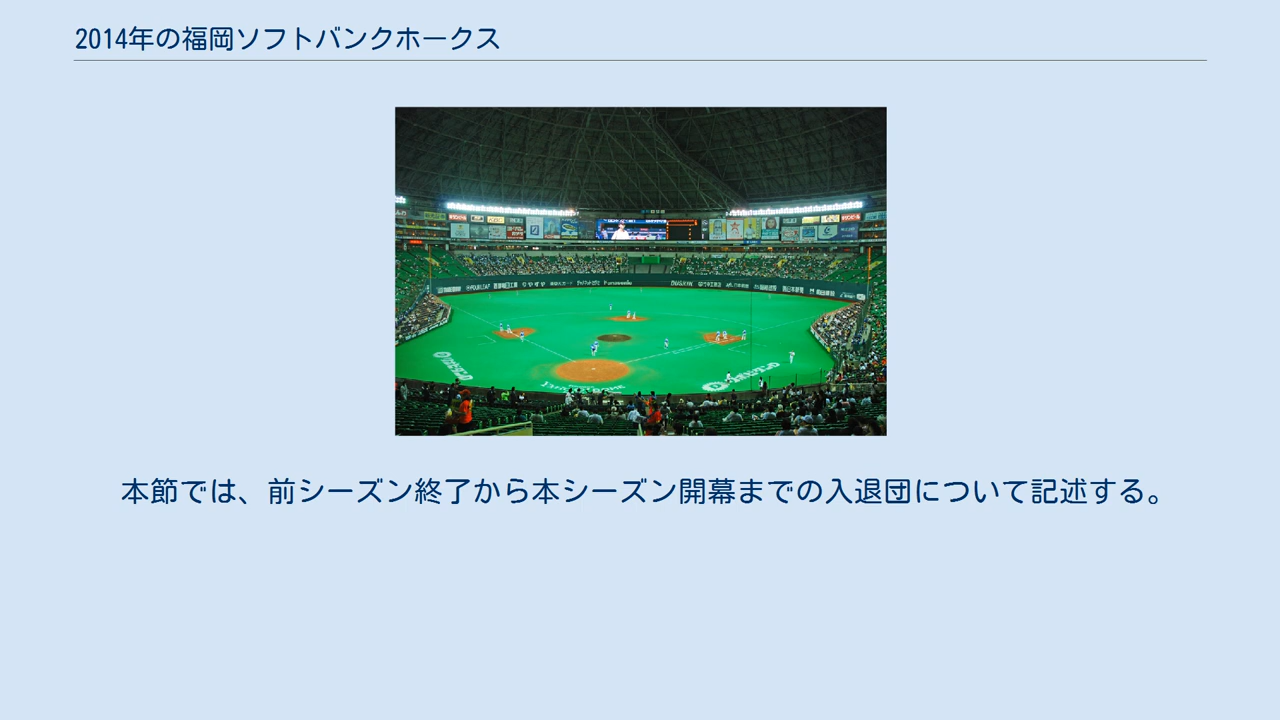 2014年の福岡ソフトバンクホークス
本節では、前シーズン終了から本シーズン開幕までの入退団について記述する。